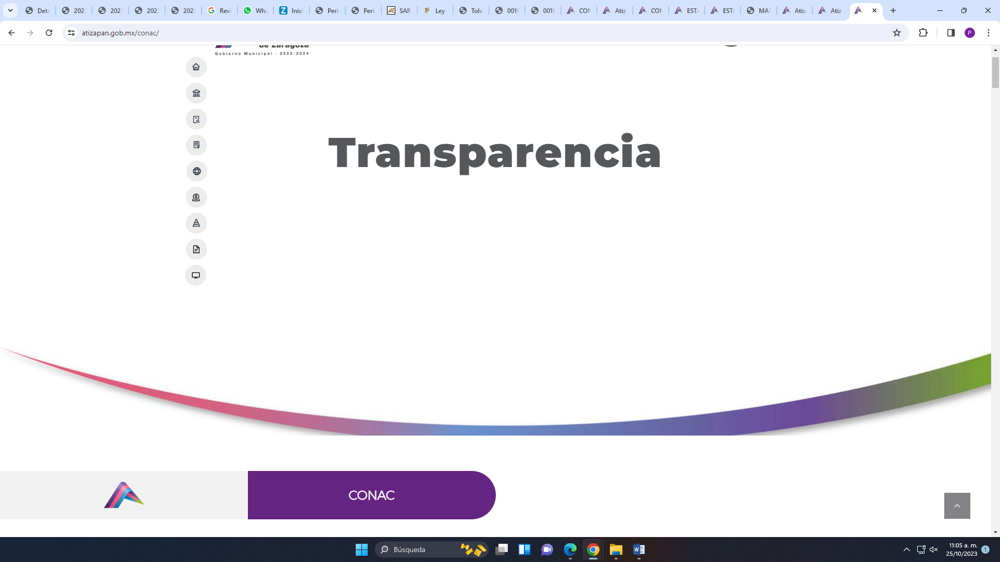 Deta
202
202
202
202
Revi
Wha
Inici
Peri
Peri
SAR
Ley
Tolu
001
001
CON
Atiz
CON
EST
EST
MA
Atiz
Atiz
atizapan.gob.mx/conac/
P
de Zaragoza
Gobierno Municipal - 2022-2024
Transparencia
CONAC
Búsqueda
11:05 a. m.
25/10/2023
1